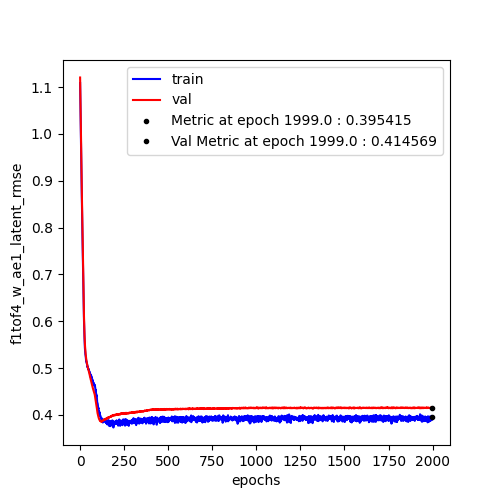 train
val
Metric at epoch 1999.0 : 0.395415
Val Metric at epoch 1999.0 : 0.414569
f1tof4_w_ae1_latent_rmse
1.1
1.0
0.9
0.8
0.7
0.6
0.5
0.4
0 250 500 750 1000 1250 1500 1750 2000
epochs